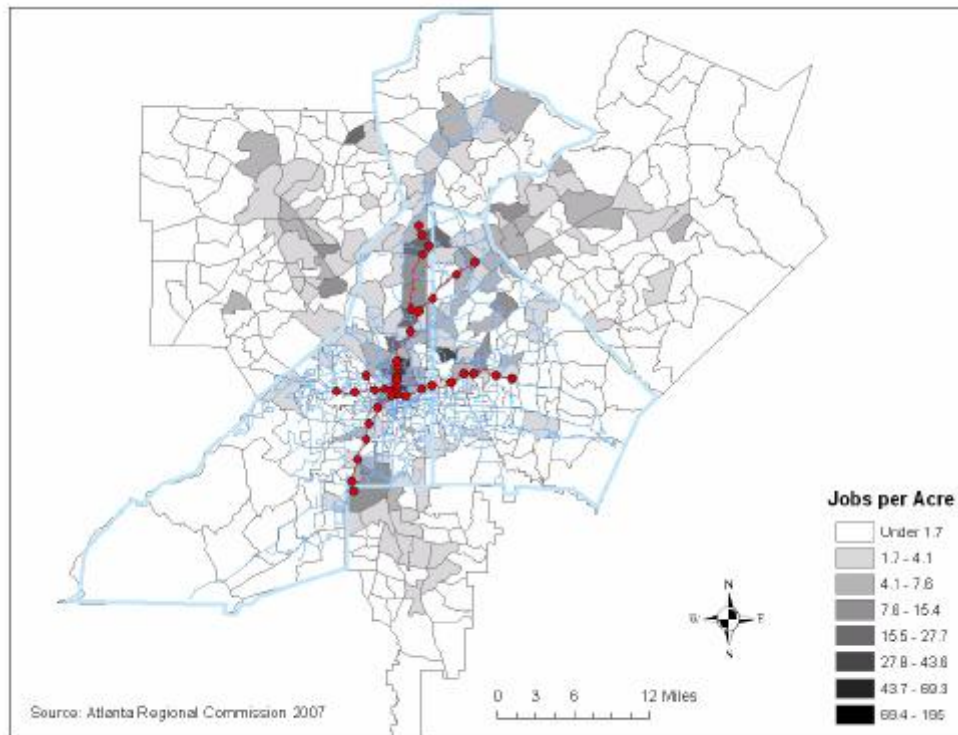 N
W E
S
Jobs per Acre
Under 1.7
1.7 - 4.1
4.1 - 7.6
7.6 - 15.4
15.5 - 27.7
27.8 - 43.6
43.7 - 69.3
69.4 - 195
0 3 6 12 Miles
Source: Atlanta Regional Commission 2007